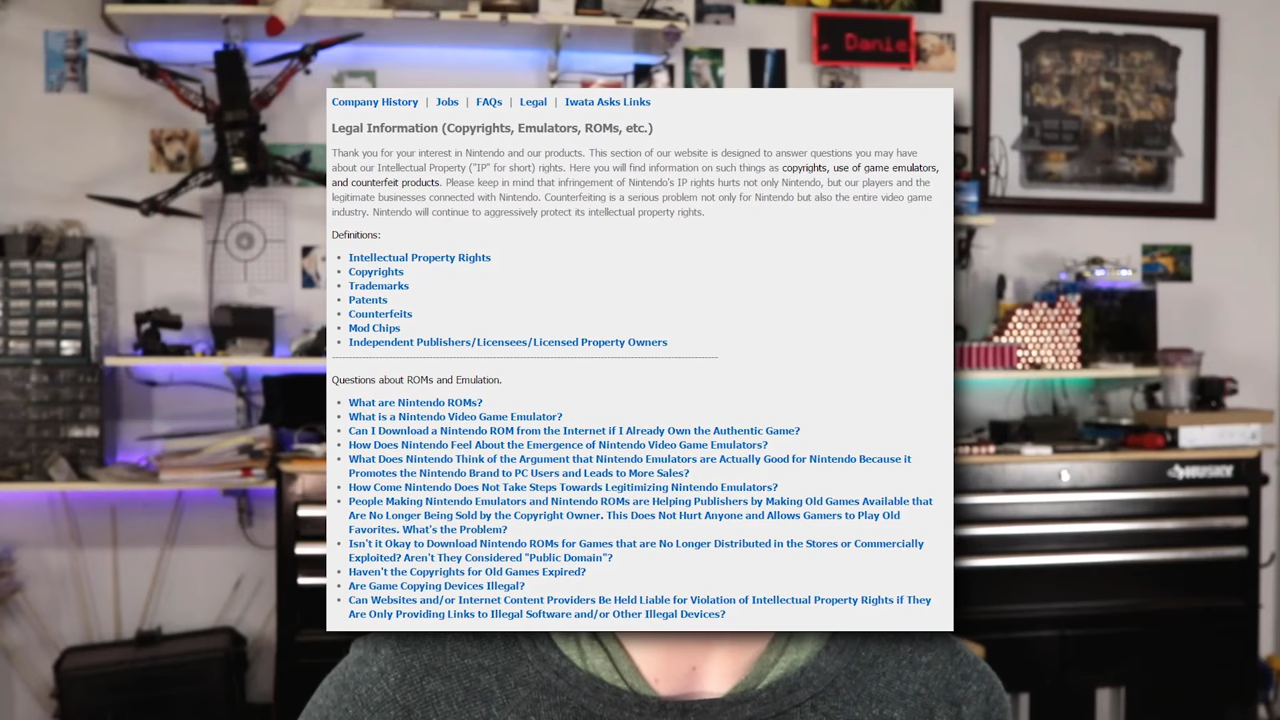 . Danie
Company History | Jobs | FAQs | Legal | Iwata Asks Links
Legal Information (Copyrights, Emulators, ROMs, etc.)
Thank you for your interest in Nintendo and our products. This section of our website is designed to answer questions you may have
about our Intellectual Property ("IP" for short) rights. Here you will find information on such things as copyrights, use of game emulators,
and counterfeit products. Please keep in mind that infringement of Nintendo's IP rights hurts not only Nintendo, but our players and the
legitimate businesses connected with Nintendo. Counterfeiting is a serious problem not only for Nintendo but also the entire video game
industry. Nintendo will continue to aggressively protect its intellectual property rights.
Definitions:
Intellectual Property Rights
Copyrights
Trademarks
Patents
Counterfeits
Mod Chips
Independent Publishers/Licensees/Licensed Property Owners
Questions about ROMs and Emulation.
What are Nintendo ROMs?
What is a Nintendo Video Game Emulator?
Can I Download a Nintendo ROM from the Internet if I Already Own the Authentic Game?
How Does Nintendo Feel About the Emergence of Nintendo Video Game Emulators?
What Does Nintendo Think of the Argument that Nintendo Emulators are Actually Good for Nintendo Because it
Promotes the Nintendo Brand to PC Users and Leads to More Sales?
How Come Nintendo Does Not Take Steps Towards Legitimizing Nintendo Emulators?
People Making Nintendo Emulators and Nintendo ROMs are Helping Publishers by Making Old Games Available that
Are No Longer Being Sold by the Copyright Owner. This Does Not Hurt Anyone and Allows Gamers to Play Old
Favorites. What's the Problem?
Isn't it Okay to Download Nintendo ROMs for Games that are No Longer Distributed in the Stores or Commercially
Exploited? Aren't They Considered "Public Domain"?
Haven't the Copyrights for Old Games Expired?
Are Game Copying Devices Illegal?
Can Websites and/or Internet Content Providers Be Held Liable for Violation of Intellectual Property Rights if They
Are Only Providing Links to Illegal Software and/or Other Illegal Devices?
HUSKY